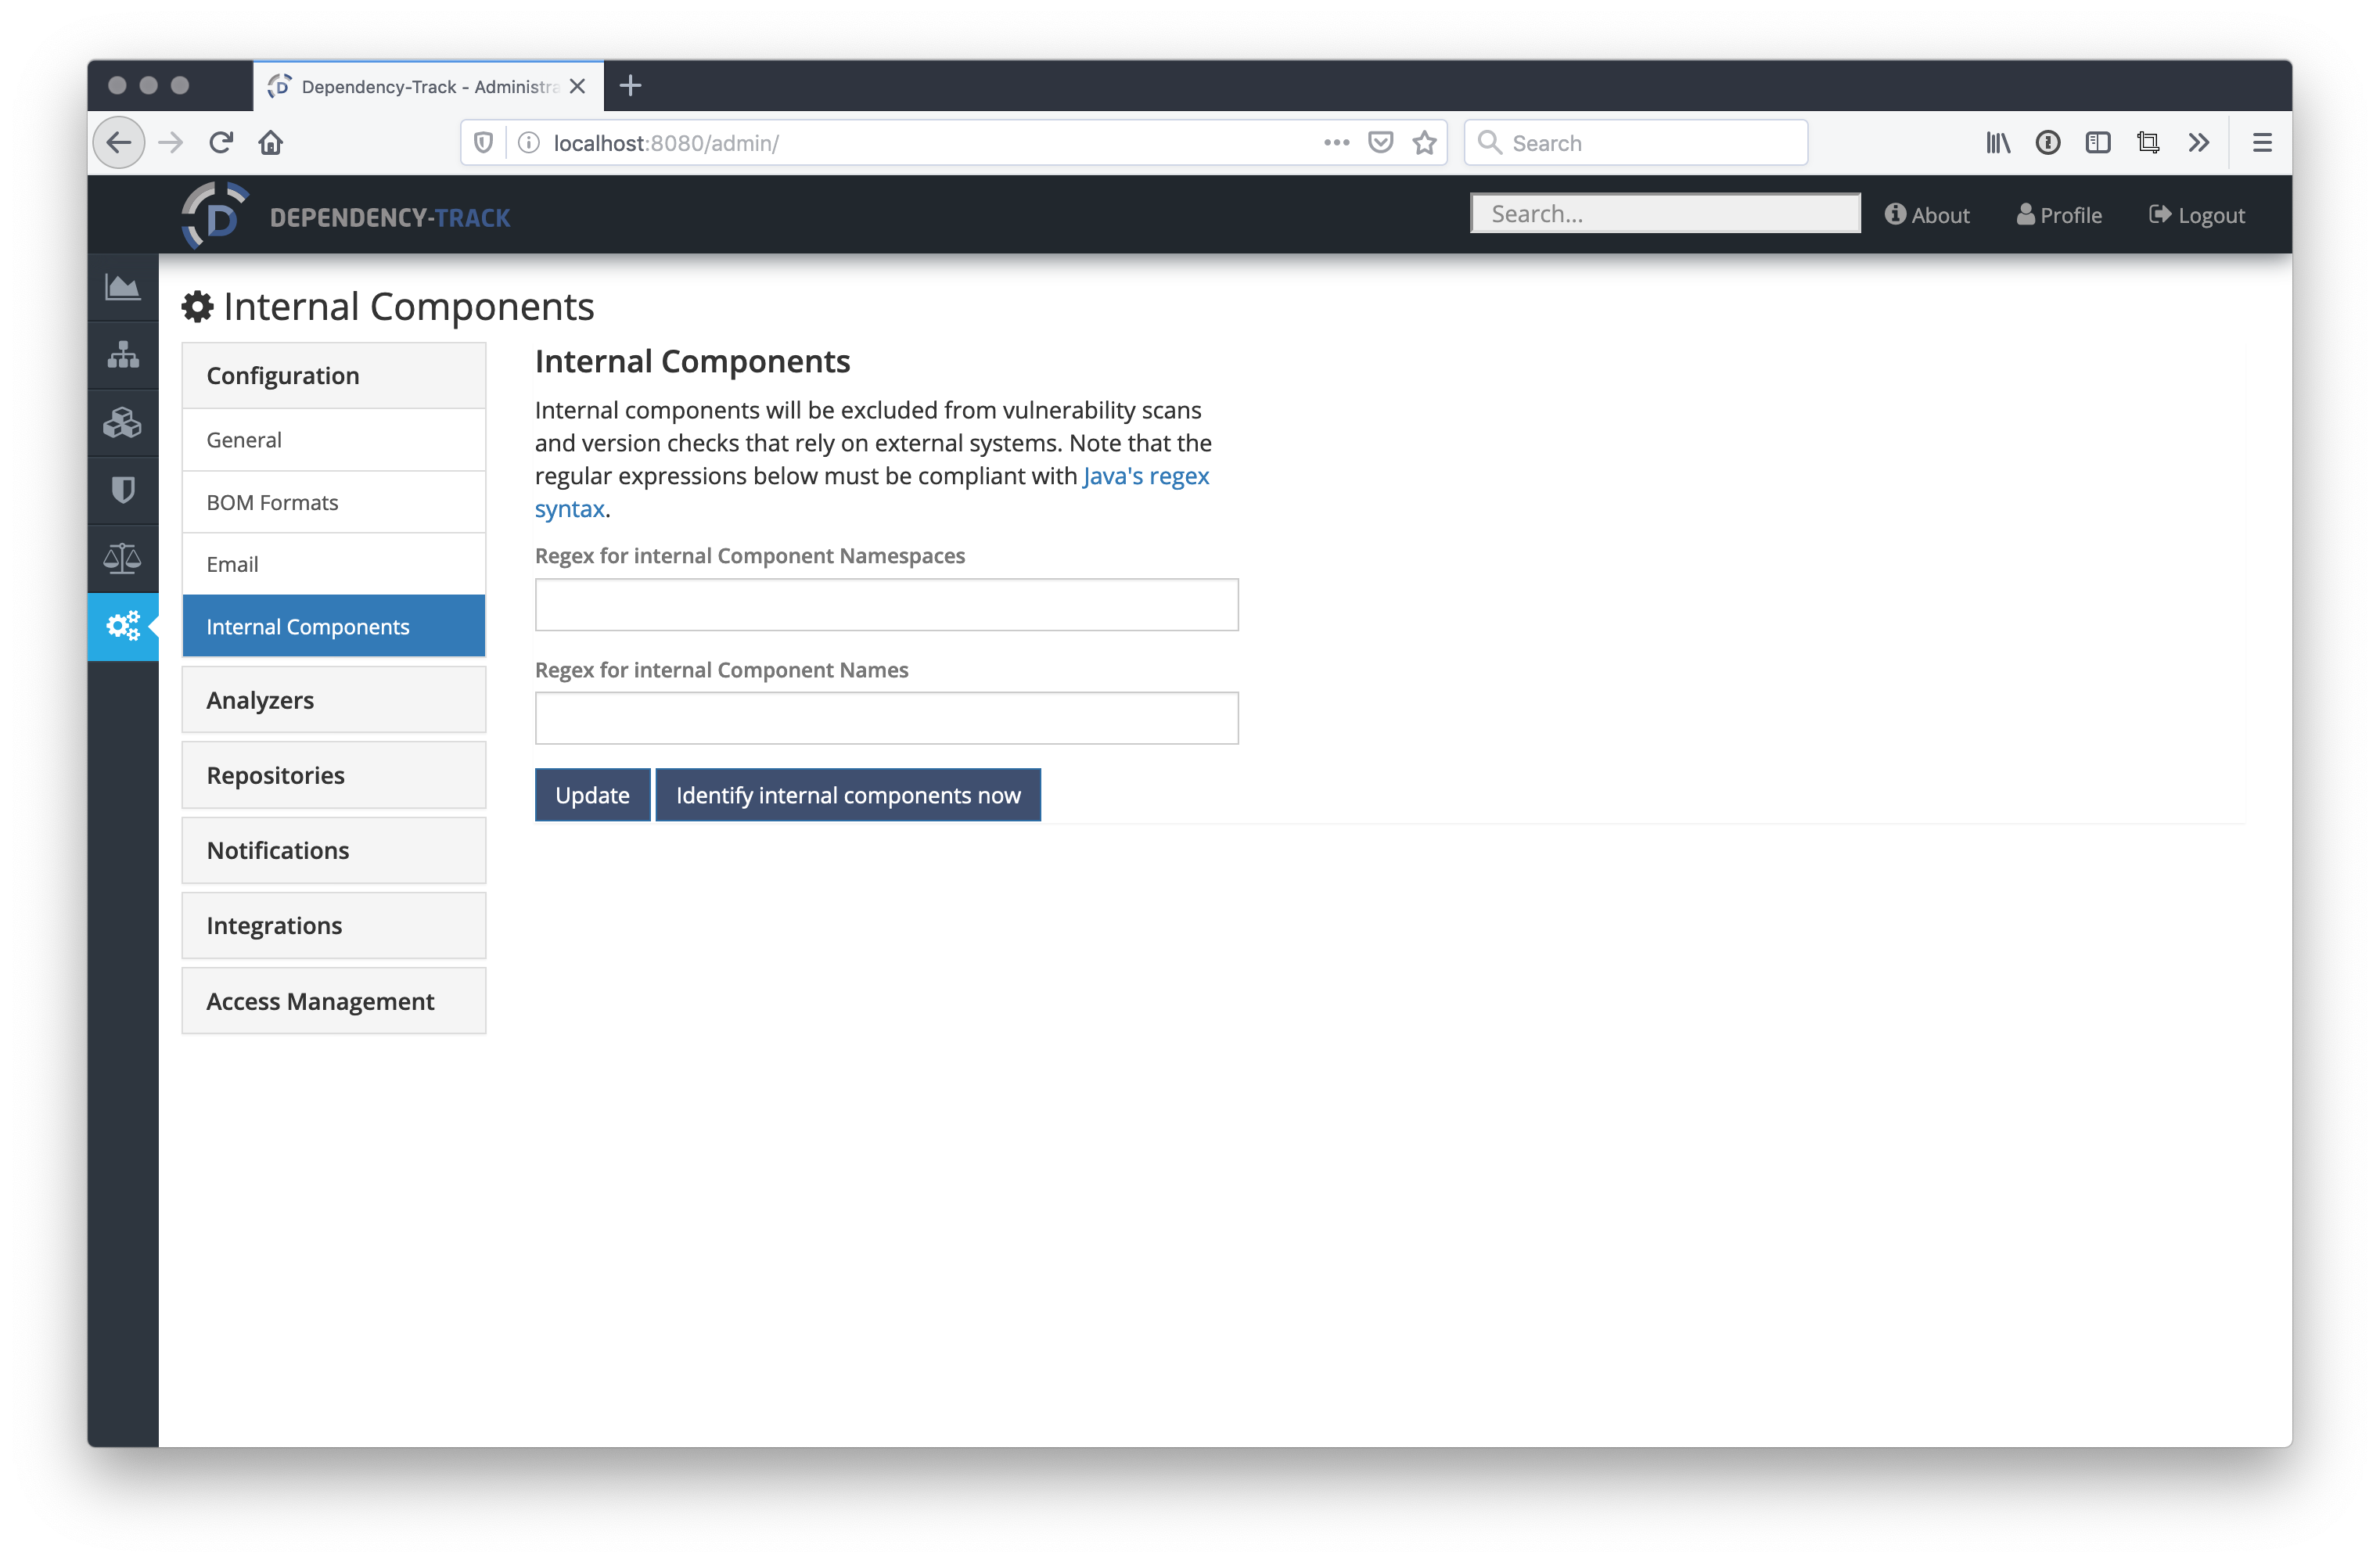 Dependency-Track - Administra
localhost:8080/admin/
Search
DEPENDENCY-TRACK
Search...
About
Profile
Logout
Internal Components
Configuration
General
BOM Formats
Email
Internal Components
Analyzers
Repositories
Notifications
Integrations
Access Management
Internal Components
Internal components will be excluded from vulnerability scans
and version checks that rely on external systems. Note that the
regular expressions below must be compliant with Java's regex
syntax.
Regex for internal Component Namespaces
Regex for internal Component Names
Update
Identify internal components now